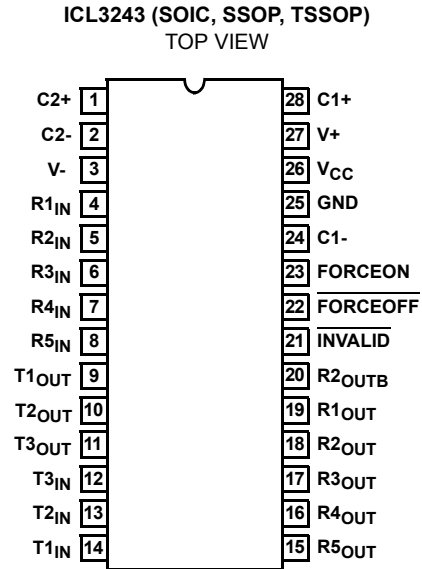 ICL3243 (SOIC, SSOP, TSSOP)
TOP VIEW
C2+ 1 28 C1+
C2- 2 27 V+
V- 3 26 VCC
R1IN 4 25 GND
R2IN 5 24 C1-
R3IN 6 23 FORCEON
R4IN 7 22 FORCEOFF
R5IN 8 21 INVALID
T1OUT 9 20 R2OUTB
T2OUT 10 19 R1OUT
T3OUT 11 18 R2OUT
T3IN 12 17 R3OUT
T2IN 13 16 R4OUT
T1IN 14 15 R5OUT